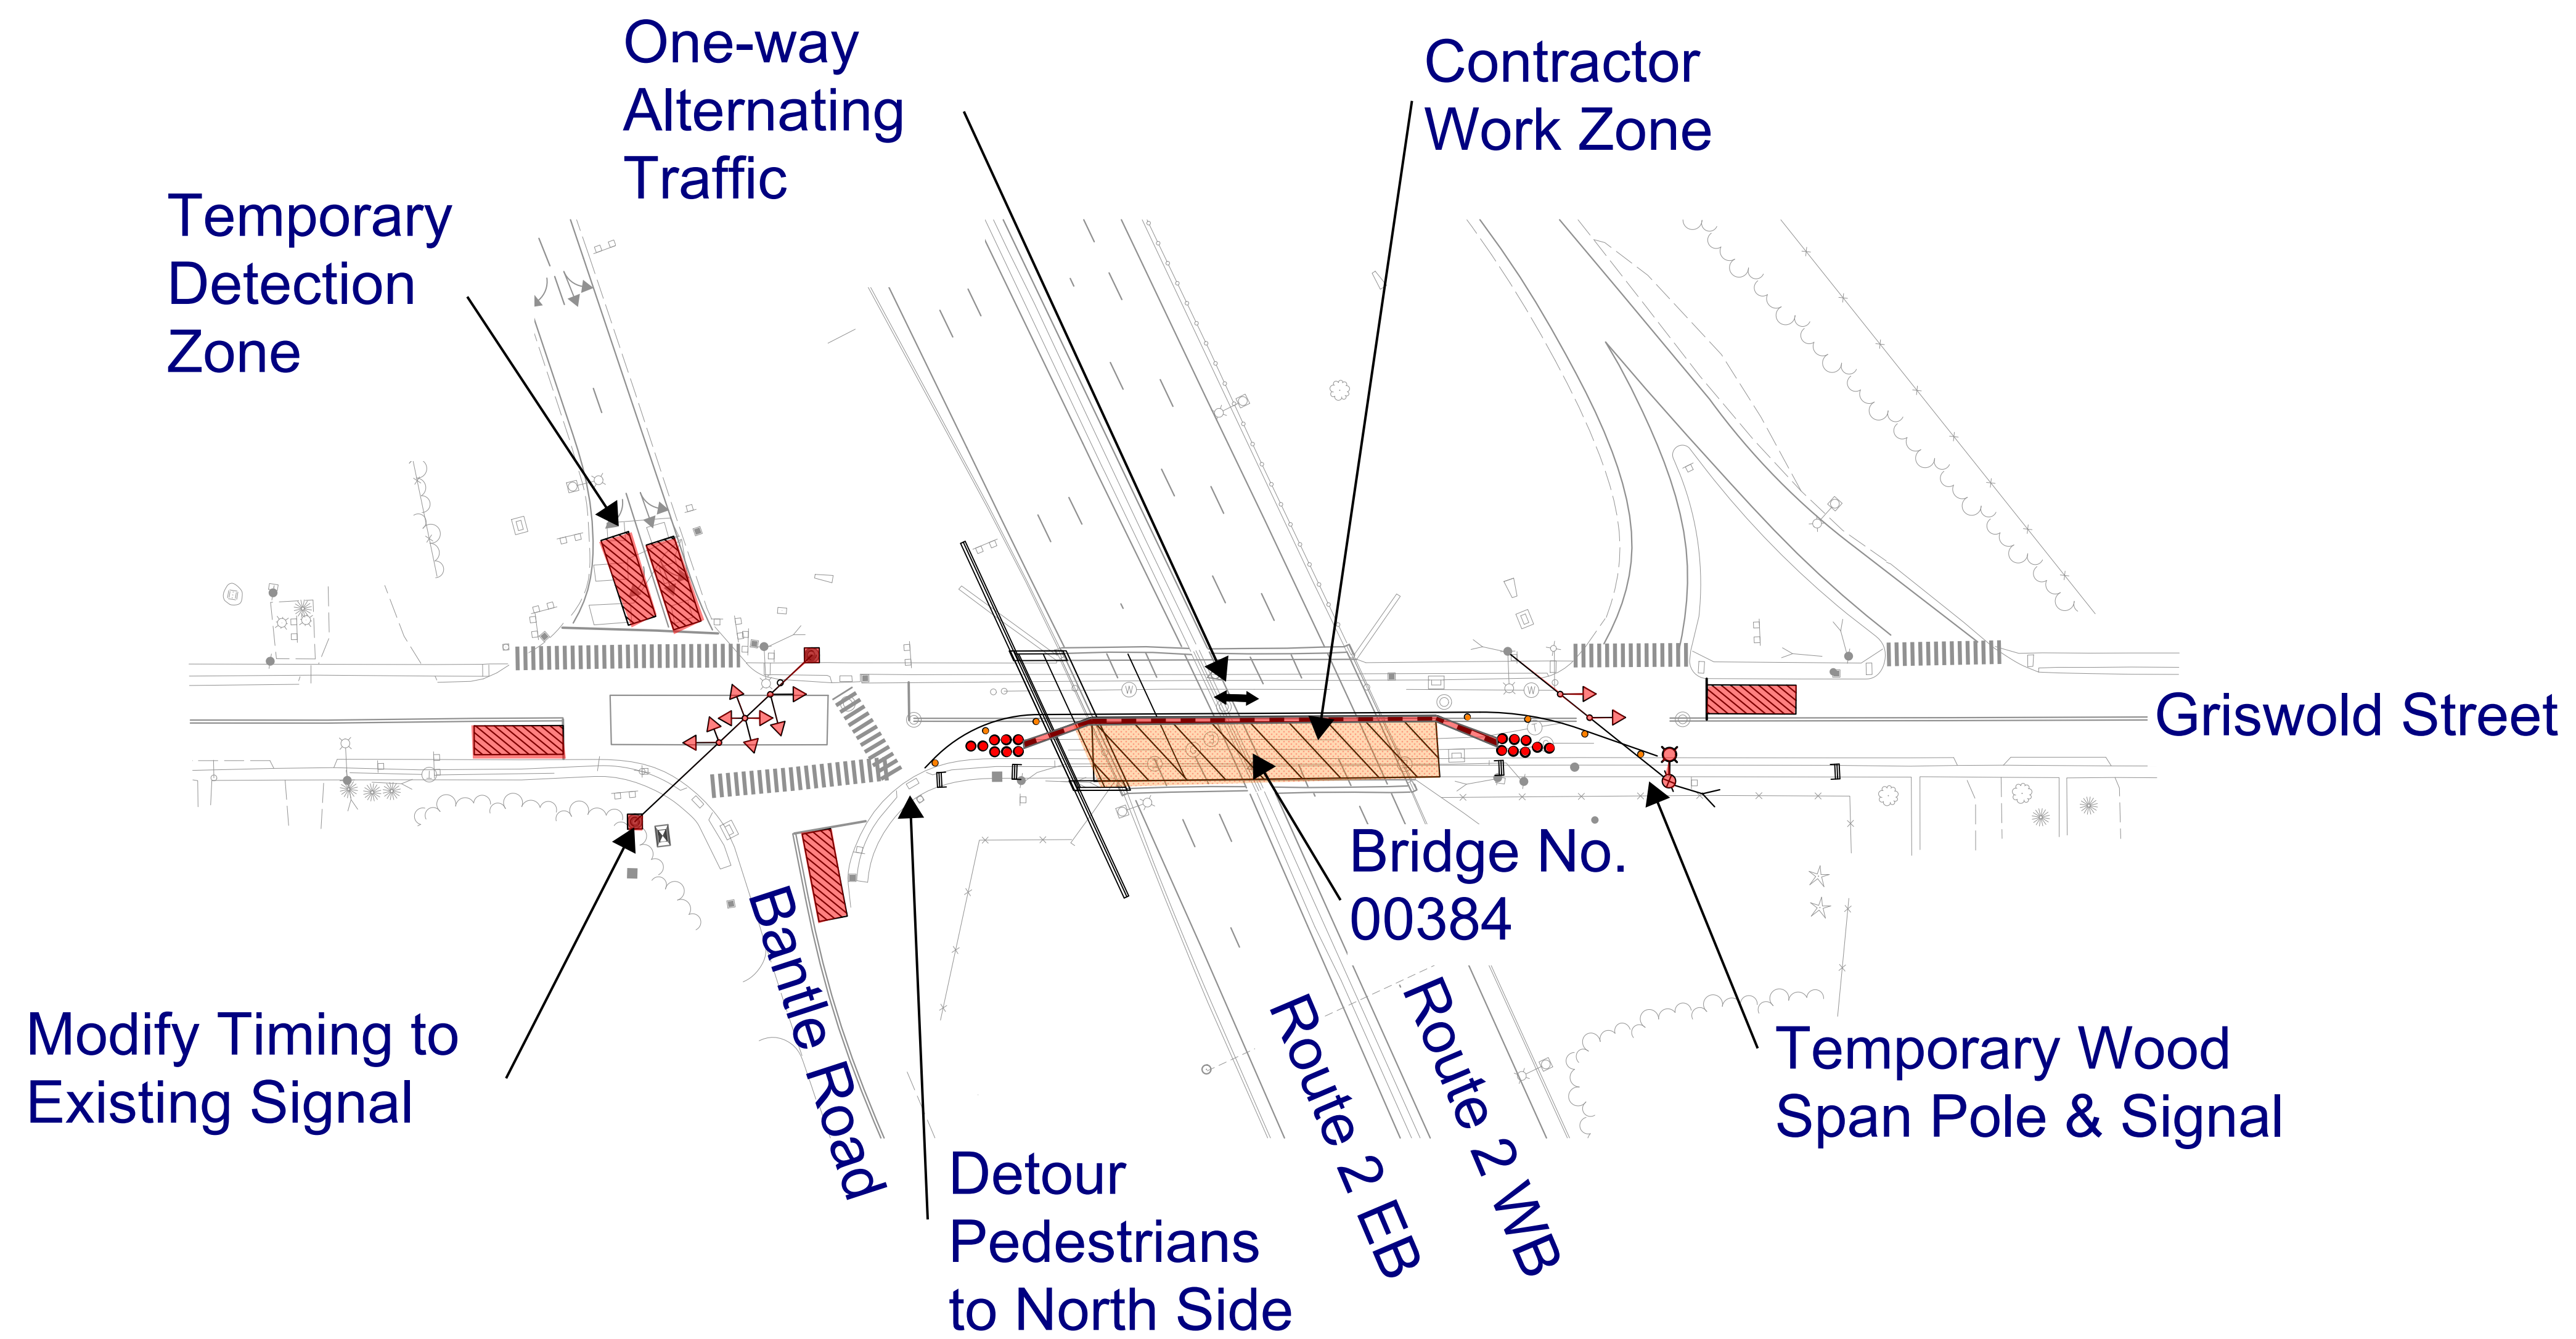 One-way
Alternating
Traffic
Contractor
Work Zone
Temporary
Detection
Zone
Griswold Street
Bridge No.
00384
Bantle Road
Route 2 EB
Route 2 WB
Modify Timing to
Existing Signal
Temporary Wood
Span Pole & Signal
Detour
Pedestrians
to North Side
W
W